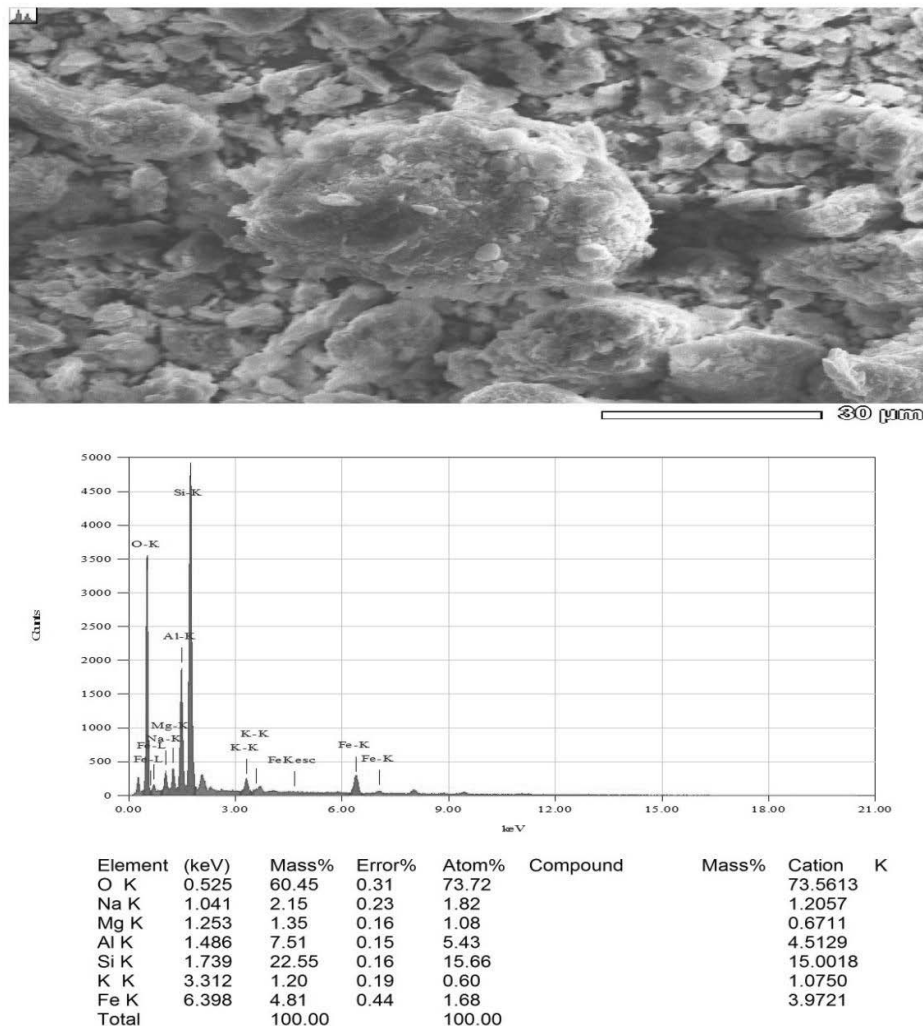 30 μm
5000
4500
4000
3500
3000
2500
2000
1500
1000
500
0
Counts
Si-K
O-K
Al-K
Mg-K
Na-K
Fe-L
Fe-L
K-K
K-K
FeKesc
Fe-K
Fe-K
0.00 3.00 6.00 9.00 12.00 15.00 18.00 21.00
keV
Element (keV) Mass% Error% Atom% Compound Mass% Cation K
O K 0.525 60.45 0.31 73.72 73.5613
Na K 1.041 2.15 0.23 1.82 1.2057
Mg K 1.253 1.35 0.16 1.08 0.6711
Al K 1.486 7.51 0.15 5.43 4.5129
Si K 1.739 22.55 0.16 15.66 15.0018
K K 3.312 1.20 0.19 0.60 1.0750
Fe K 6.398 4.81 0.44 1.68 3.9721
Total 100.00 100.00